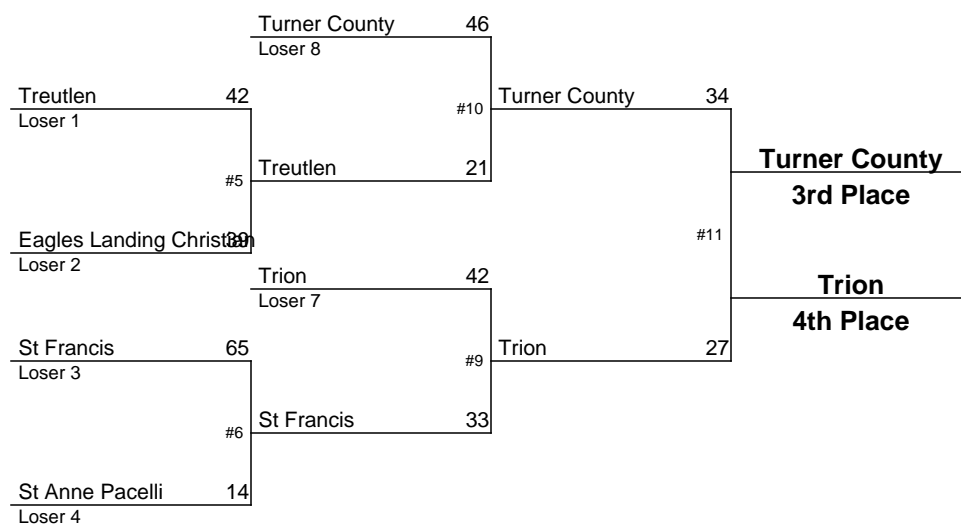 Turner County 46
Loser 8
Treutlen 42
Loser 1
#10
Turner County 34
Turner County
3rd Place
#5
Treutlen 21
Eagles Landing Christian 39
Loser 2
#11
Trion 42
Loser 7
Trion
4th Place
St Francis 65
Loser 3
#9
Trion 27
#6
St Francis 33
St Anne Pacelli 14
Loser 4